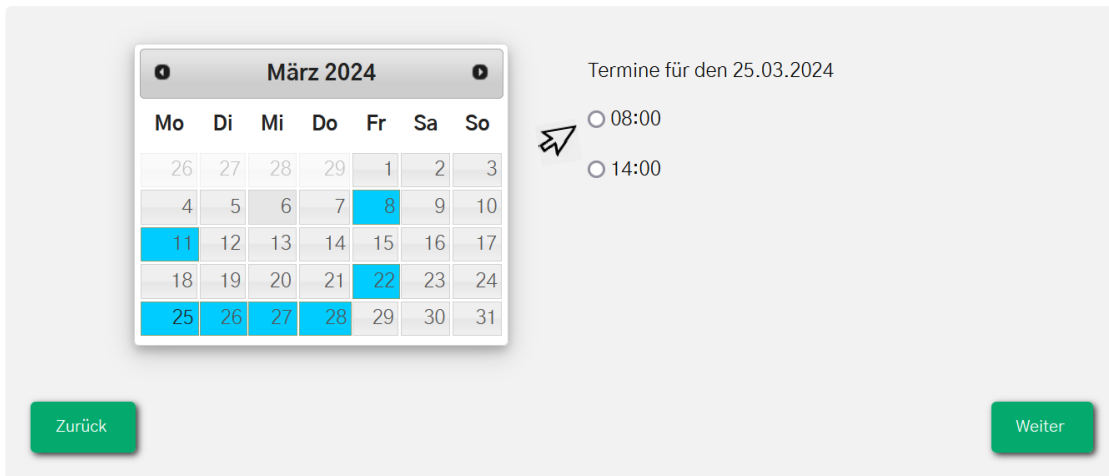 März 2024
Mo Di Mi Do Fr Sa So
26 27 28 29 1 2 3
4 5 6 7 8 9 10
11 12 13 14 15 16 17
18 19 20 21 22 23 24
25 26 27 28 29 30 31
Termine für den 25.03.2024
08:00
14:00
Zurück
Weiter